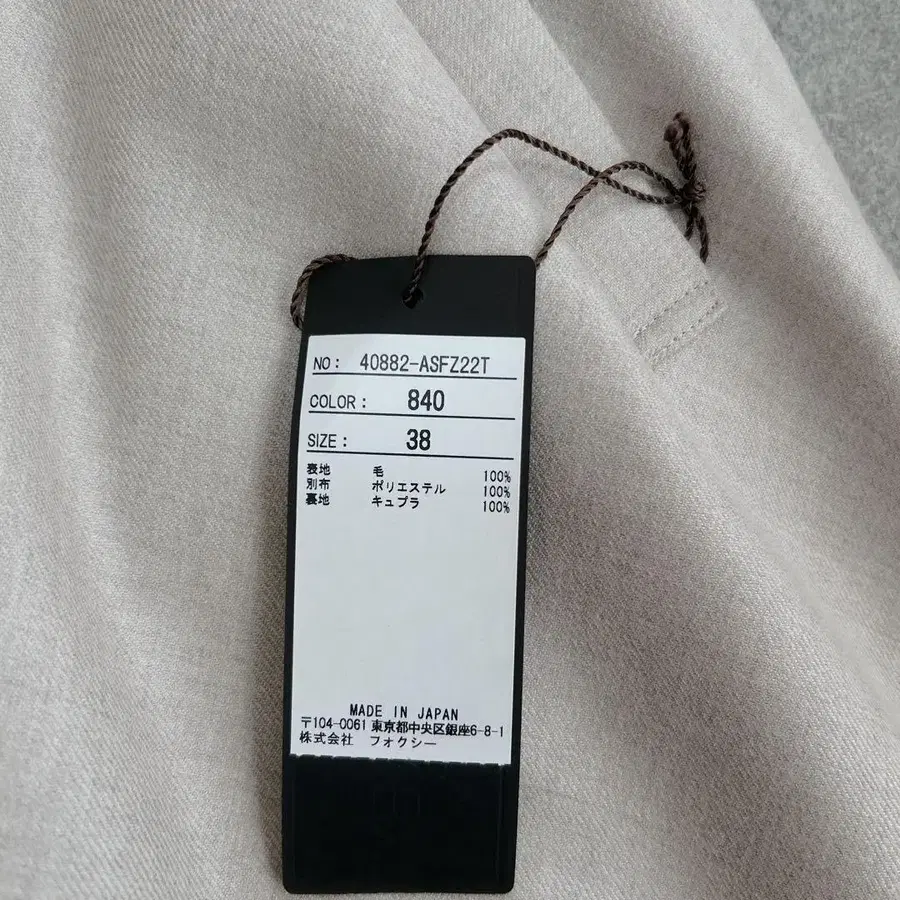 NO： 40882-ASFZ22T
COLOR： 840
SIZE： 38
表地 毛 100%
別布 ポリエステル 100%
裏地 キュプラ 100%
MADE IN JAPAN
〒104-0061 東京都中央区銀座6-8-1
株式会社 フォクシー